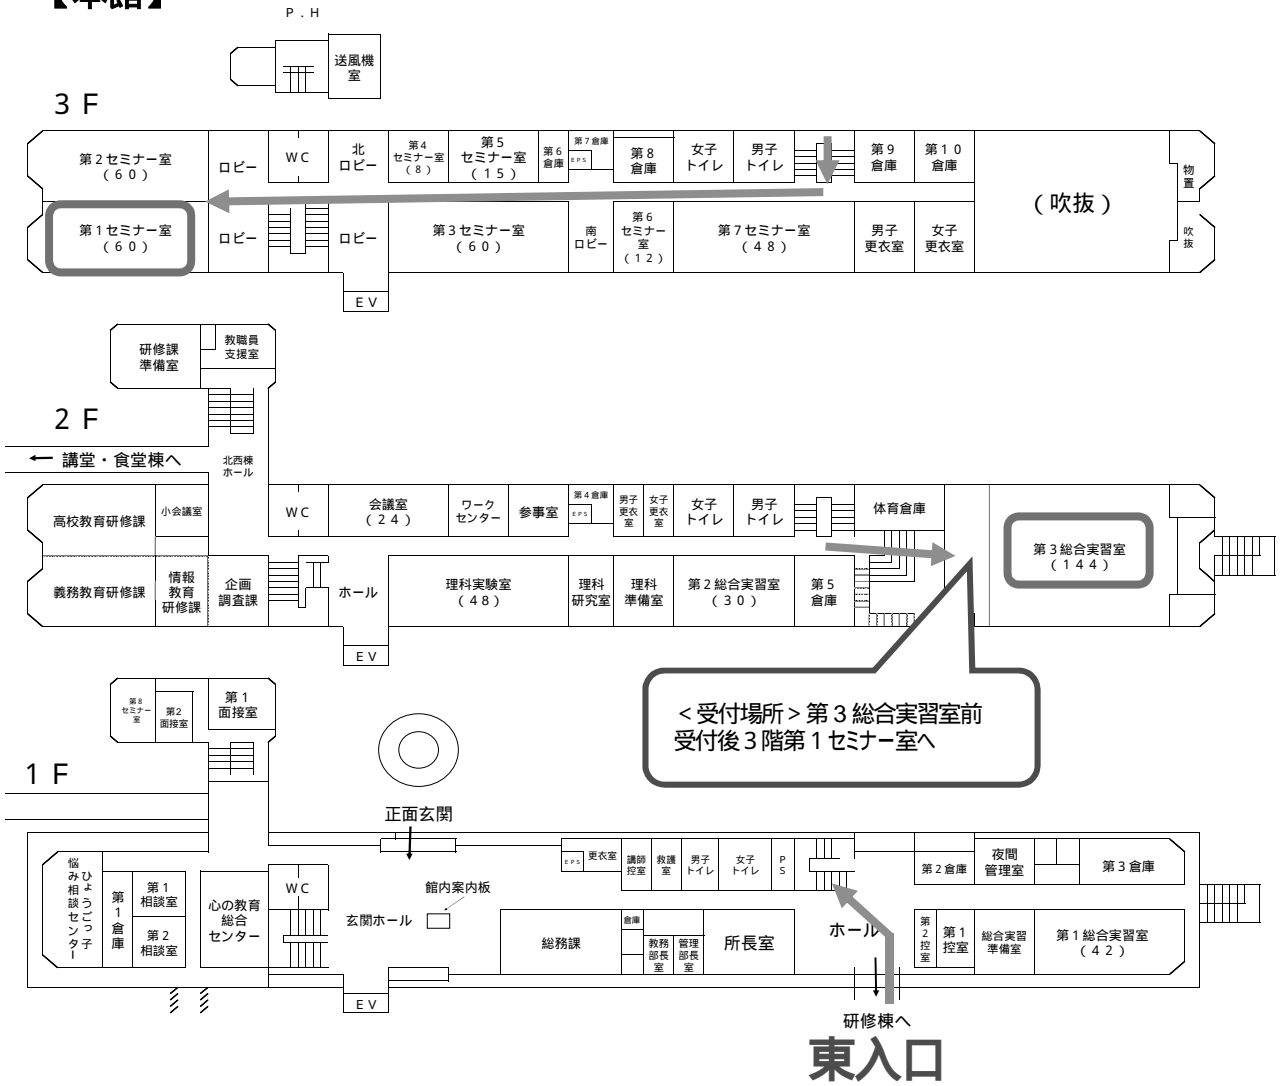 【本館】
P.H
送風機
室
3F
第2セミナー室
(60)
ロビー
WC
北
ロビー
第4
セミナー室
(8)
第5
セミナー室
(15)
第6
倉庫
第7倉庫
EPS
第8
倉庫
女子
トイレ
男子
トイレ
第9
倉庫
第10
倉庫
(吹抜)
物置
第1セミナー室
(60)
ロビー
ロビー
第3セミナー室
(60)
南
ロビー
第6
セミナー
室
(12)
第7セミナー室
(48)
男子
更衣室
女子
更衣室
吹抜
EV
研修課
準備室
教職員
支援室
2F
← 講堂・食堂棟へ
北西棟
ホール
高校教育研修課
小会議室
WC
会議室
(24)
ワーク
センター
参事室
第4倉庫
EPS
男子
更衣
室
女子
更衣
室
女子
トイレ
男子
トイレ
体育倉庫
第3総合実習室
(144)
義務教育研修課
情報
教育
研修課
企画
調査課
ホール
理科実験室
(48)
理科
研究室
理科
準備室
第2総合実習室
(30)
第5
倉庫
EV
<受付場所>第3総合実習室前
受付後3階第1セミナー室へ
第8
セミナー
室
第2
面接室
第1
面接室
1F
正面玄関
悩み相談センター
ひょうごっ子
第1倉庫
第1
相談室
第2
相談室
心の教育
総合
センター
WC
玄関ホール
館内案内板
EPS
更衣室
講師
控室
救護
室
男子
トイレ
女子
トイレ
PS
第2倉庫
夜間
管理室
第3倉庫
総務課
倉庫
教務
部長
室
管理
部長
室
所長室
ホール
第2控室
第1
控室
総合実習
準備室
第1総合実習室
(42)
EV
研修棟へ
東入口